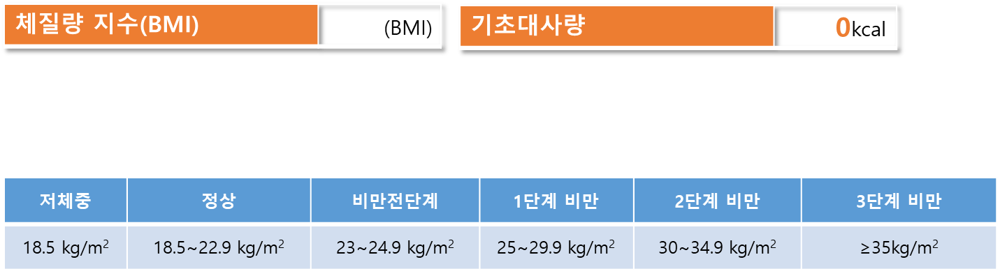 체질량 지수(BMI) (BMI) 기초대사량 0kcal
저체중 정상 비만전단계 1단계 비만 2단계 비만 3단계 비만
18.5 kg/m² 18.5~22.9 kg/m² 23~24.9 kg/m² 25~29.9 kg/m² 30~34.9 kg/m² ≥35kg/m²